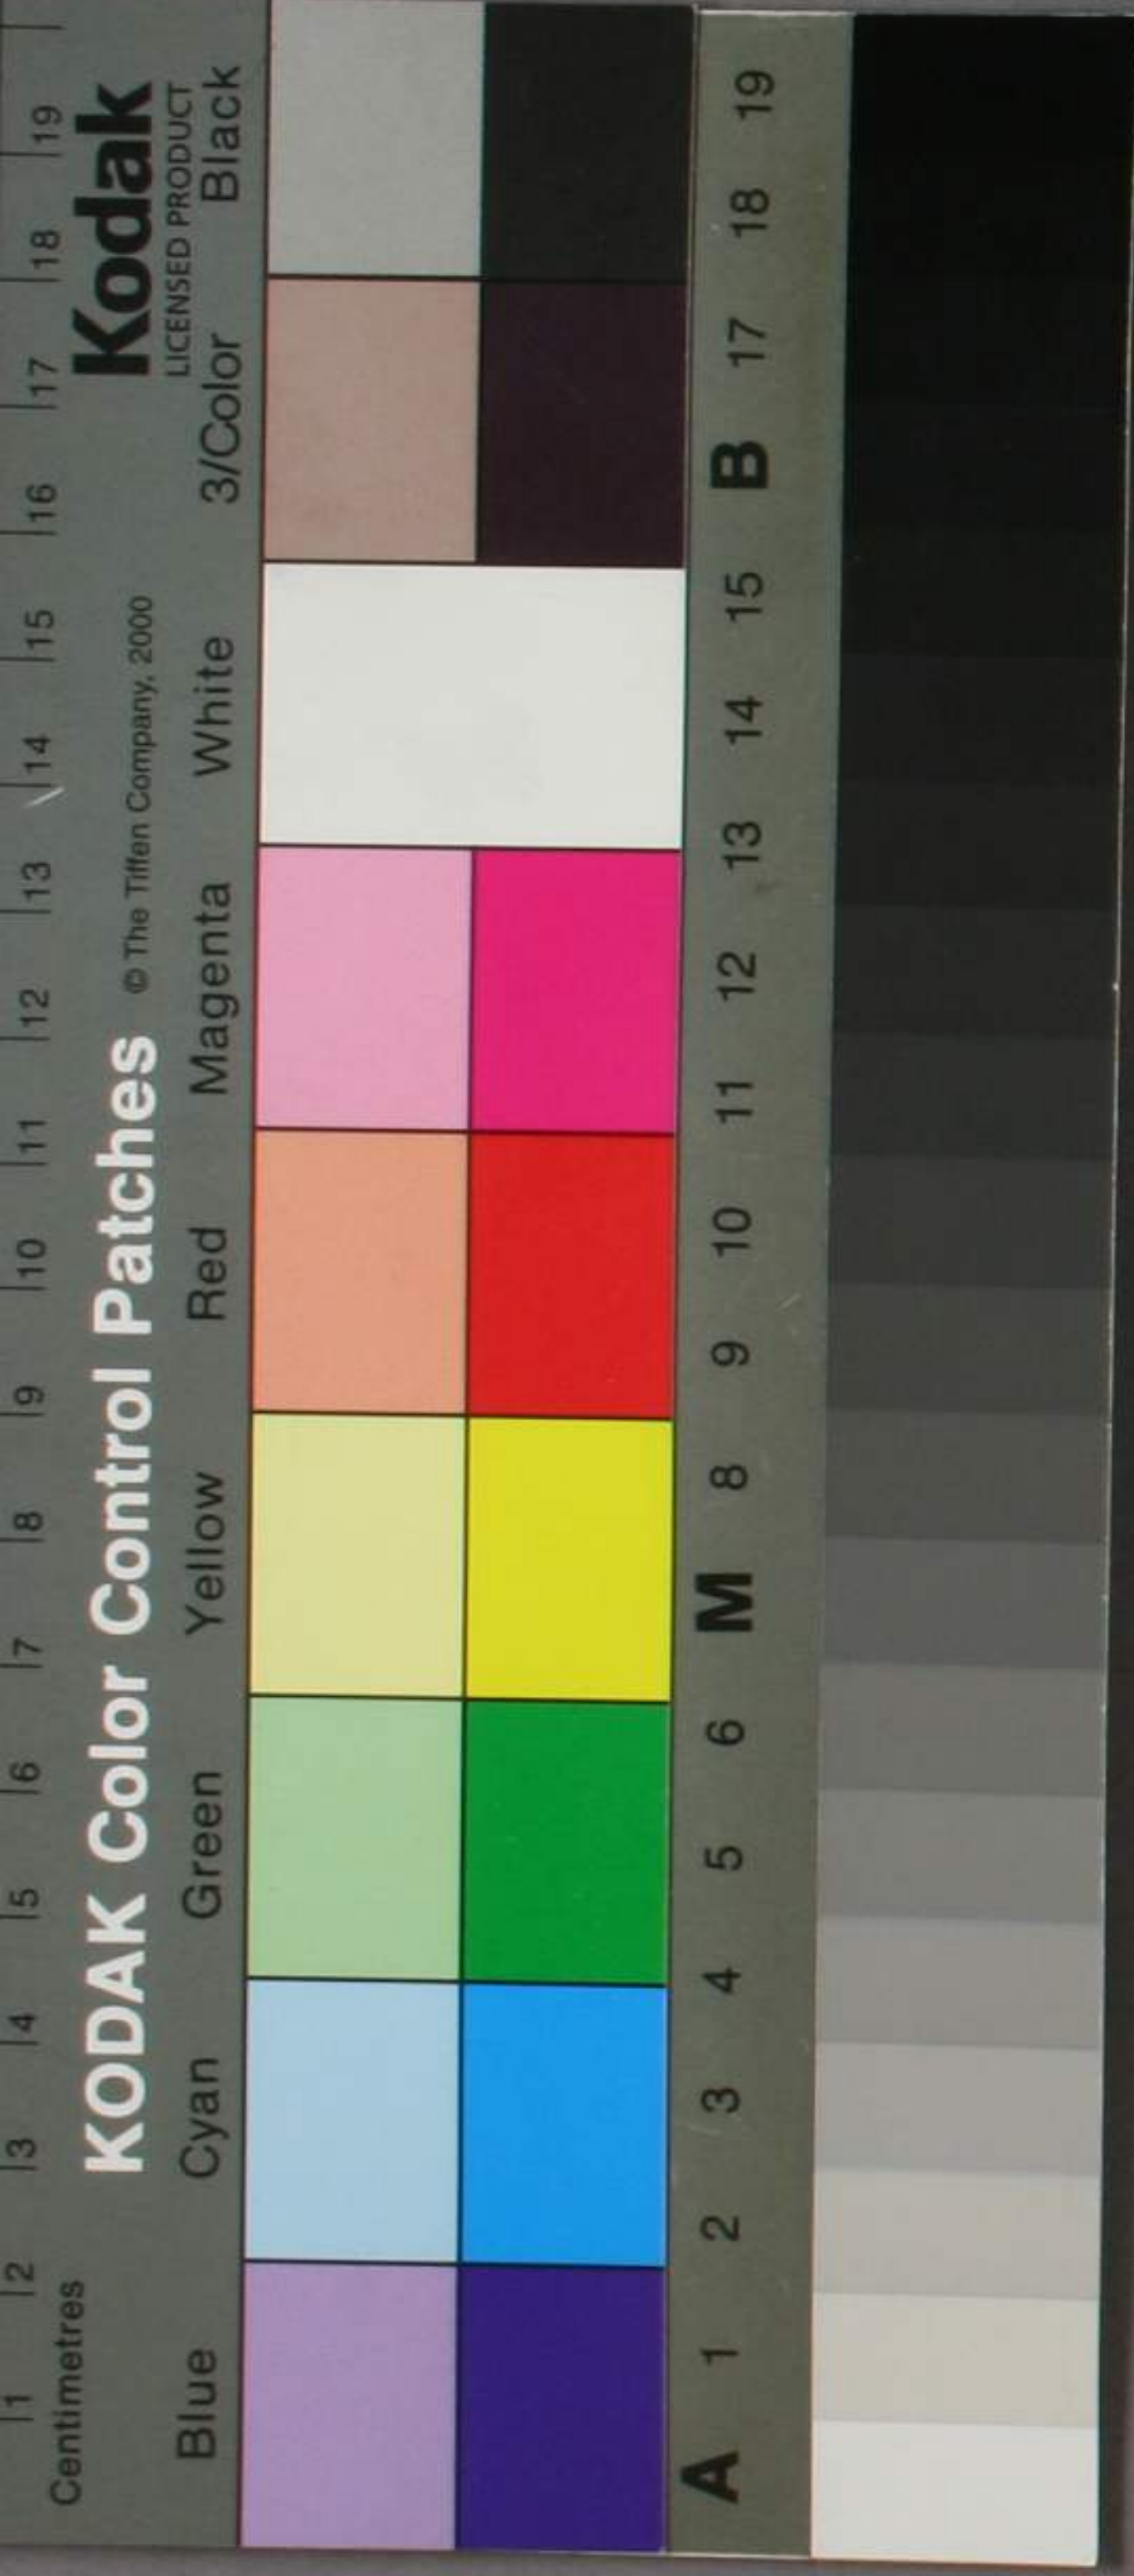 Centimetres
1 2 3 4 5 6 7 8 9 10 11 12 13 14 15 16 17 18 19
KODAK Color Control Patches © The Tiffen Company, 2000 Kodak
LICENSED PRODUCT
Blue Cyan Green Yellow Red Magenta White 3/Color Black
A 1 2 3 4 5 6 M 8 9 10 11 12 13 14 15 B 17 18 19